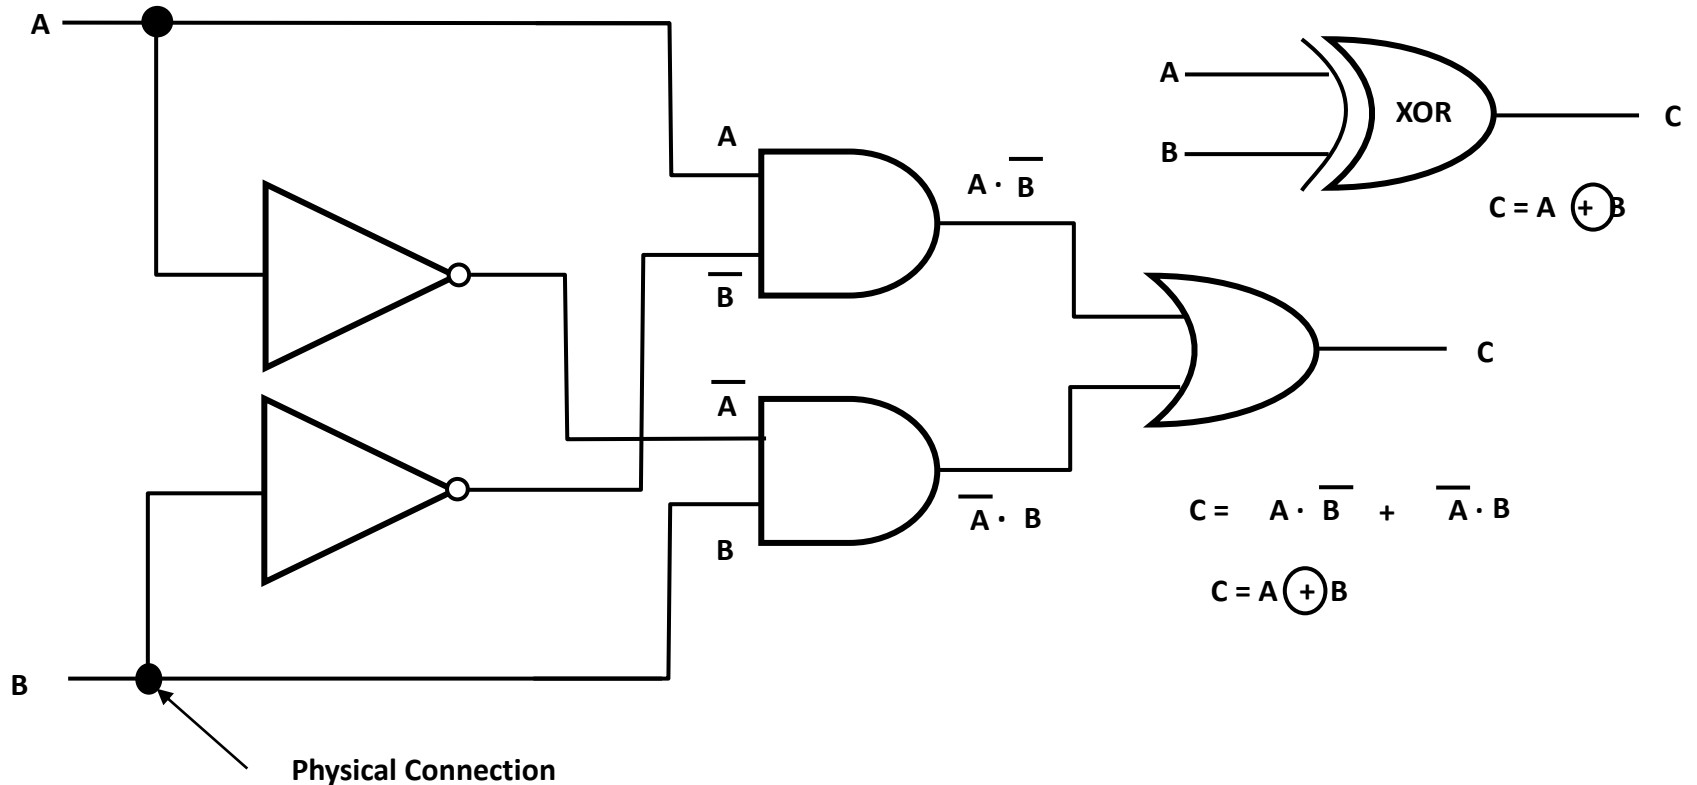 A
A
A
XOR
C
B
A · B̅
C = A ⊕ B
B̅
C
A̅
A̅ · B
C = A · B̅ + A̅ · B
B
C = A ⊕ B
B
Physical Connection